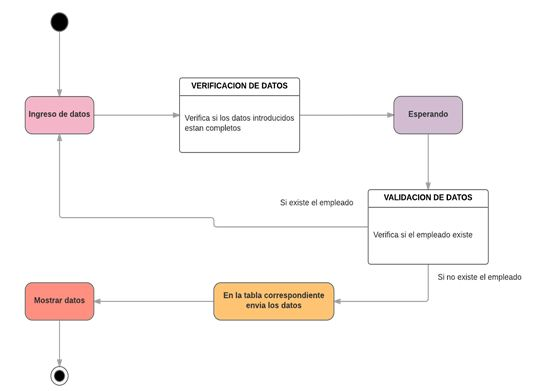 VERIFICACION DE DATOS
Ingreso de datos
Verifica si los datos introducidos
estan completos
Esperando
Si existe el empleado
VALIDACION DE DATOS
Verifica si el empleado existe
Si no existe el empleado
Mostrar datos
En la tabla correspondiente
envia los datos